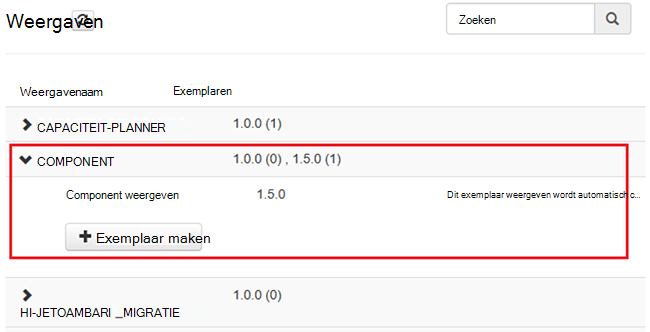 Weergaven
Zoeken
Weergavenaam Exemplaren
CAPACITEIT-PLANNER 1.0.0 (1)
COMPONENT 1.0.0 (0) , 1.5.0 (1)
Component weergeven 1.5.0 Dit exemplaar weergeven wordt automatisch c...
Exemplaar maken
1.0.0 (0)
HI-JETOAMBARI _MIGRATIE